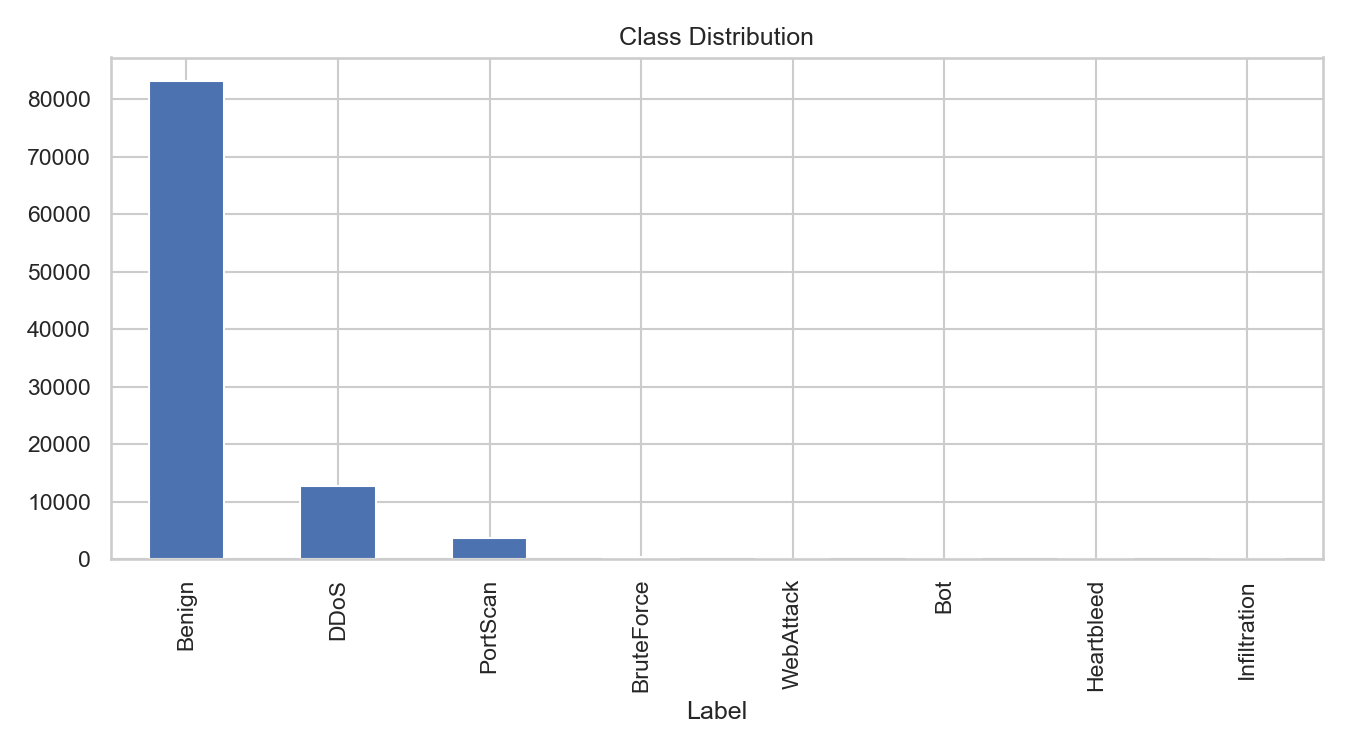 Class Distribution
80000
70000
60000
50000
40000
30000
20000
10000
0
Benign
DDoS
PortScan
BruteForce
WebAttack
Bot
Heartbleed
Infiltration
Label